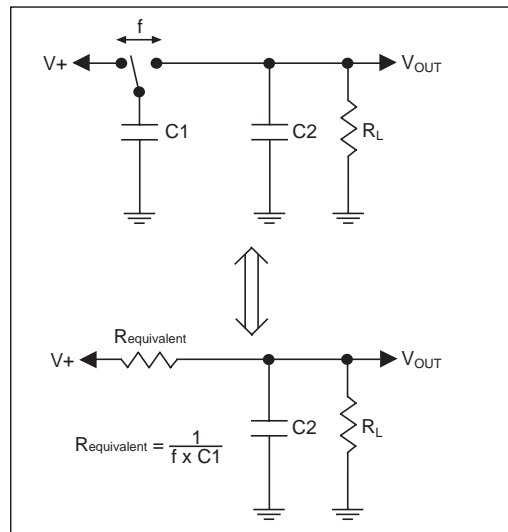 f
V+
VOUT
C1
C2
RL
Requivalent
V+
VOUT
C2
RL
Requivalent = 1
f x C1